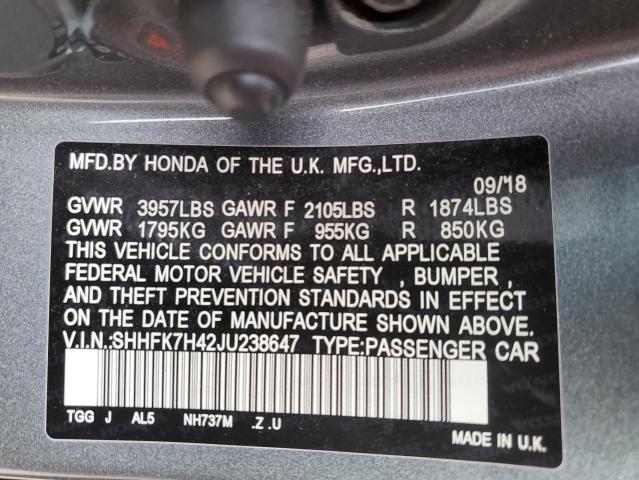 MFD.BY HONDA OF THE U.K. MFG.,LTD.
09/18
GVWR 3957LBS GAWR F 2105LBS R 1874LBS
GVWR 1795KG GAWR F 955KG R 850KG
THIS VEHICLE CONFORMS TO ALL APPLICABLE
FEDERAL MOTOR VEHICLE SAFETY , BUMPER ,
AND THEFT PREVENTION STANDARDS IN EFFECT
ON THE DATE OF MANUFACTURE SHOWN ABOVE.
V.I.N.:SHHFK7H42JU238647 TYPE:PASSENGER CAR
TGG J AL5 NH737M .Z .U
MADE IN U.K.